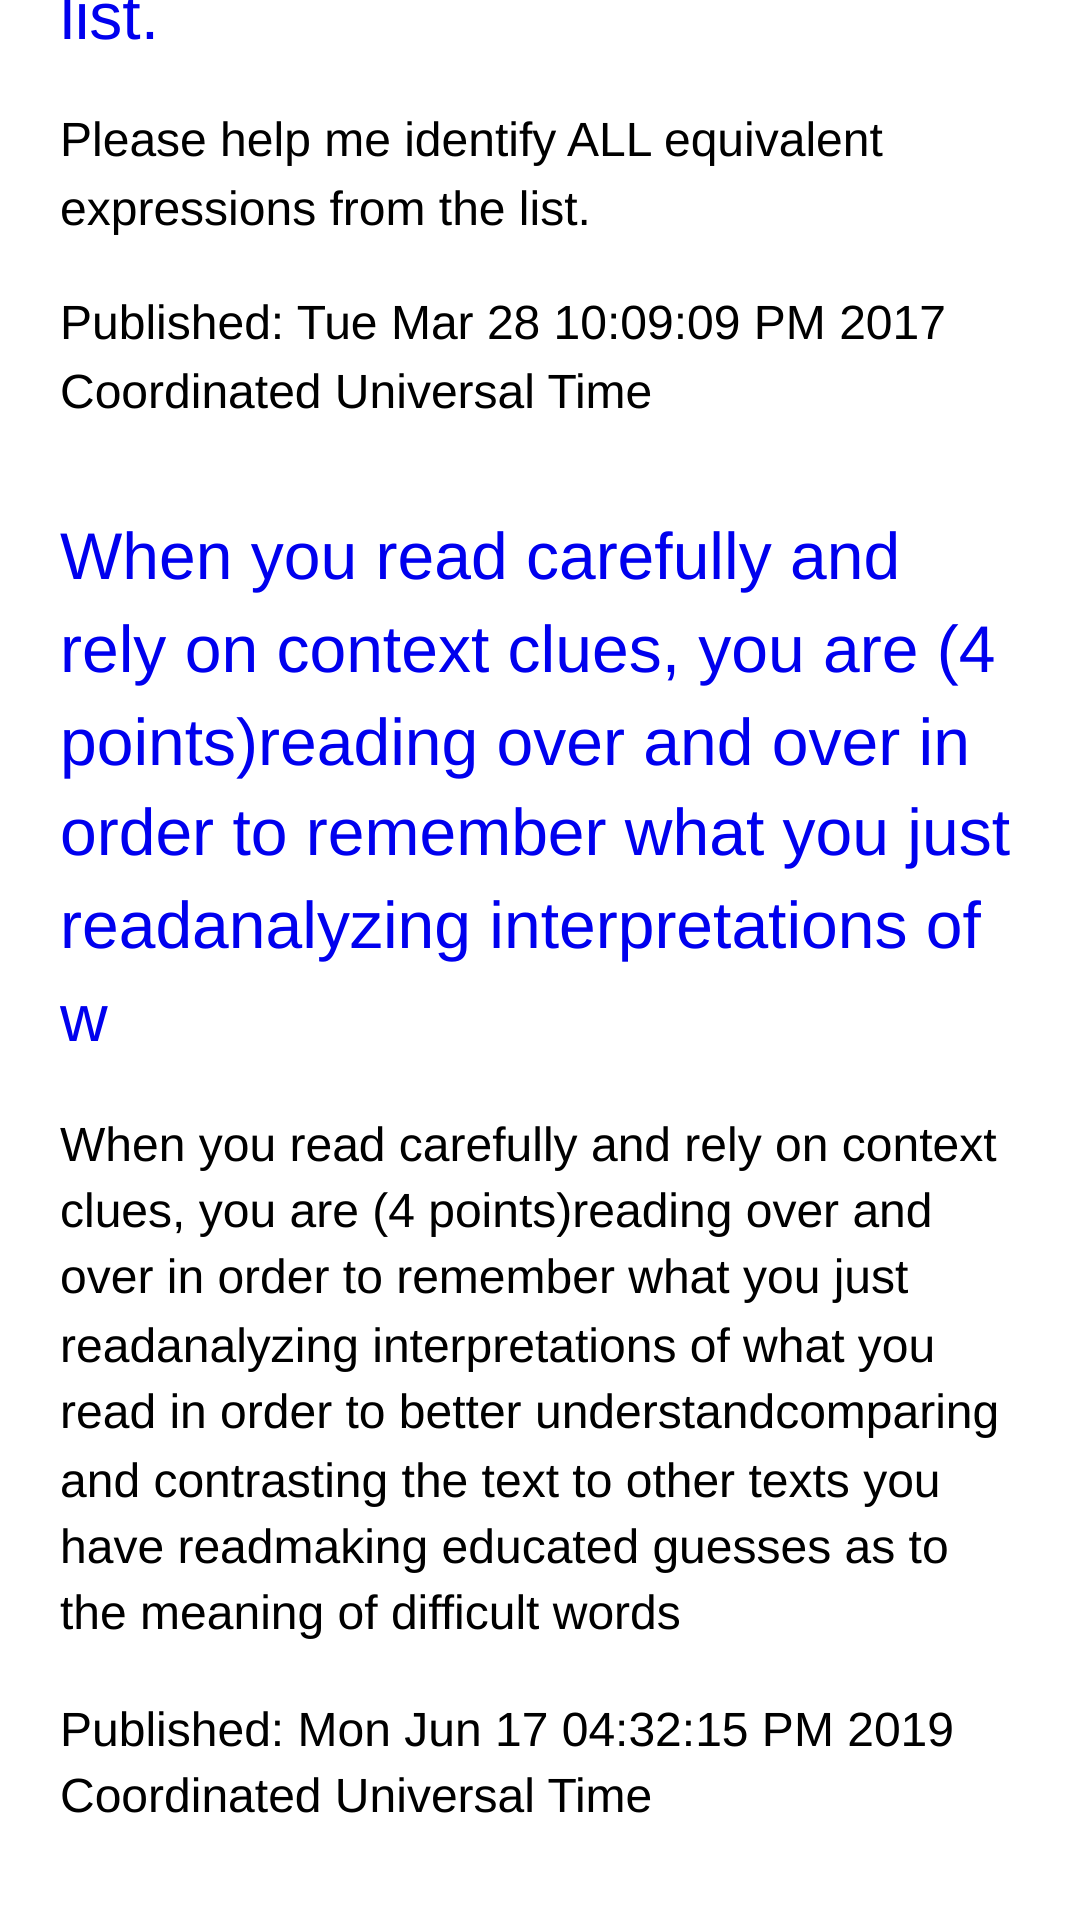 list.
Please help me identify ALL equivalent
expressions from the list.
Published: Tue Mar 28 10:09:09 PM 2017
Coordinated Universal Time
When you read carefully and
rely on context clues, you are (4
points)reading over and over in
order to remember what you just
readanalyzing interpretations of
w
When you read carefully and rely on context
clues, you are (4 points)reading over and
over in order to remember what you just
readanalyzing interpretations of what you
read in order to better understandcomparing
and contrasting the text to other texts you
have readmaking educated guesses as to
the meaning of difficult words
Published: Mon Jun 17 04:32:15 PM 2019
Coordinated Universal Time